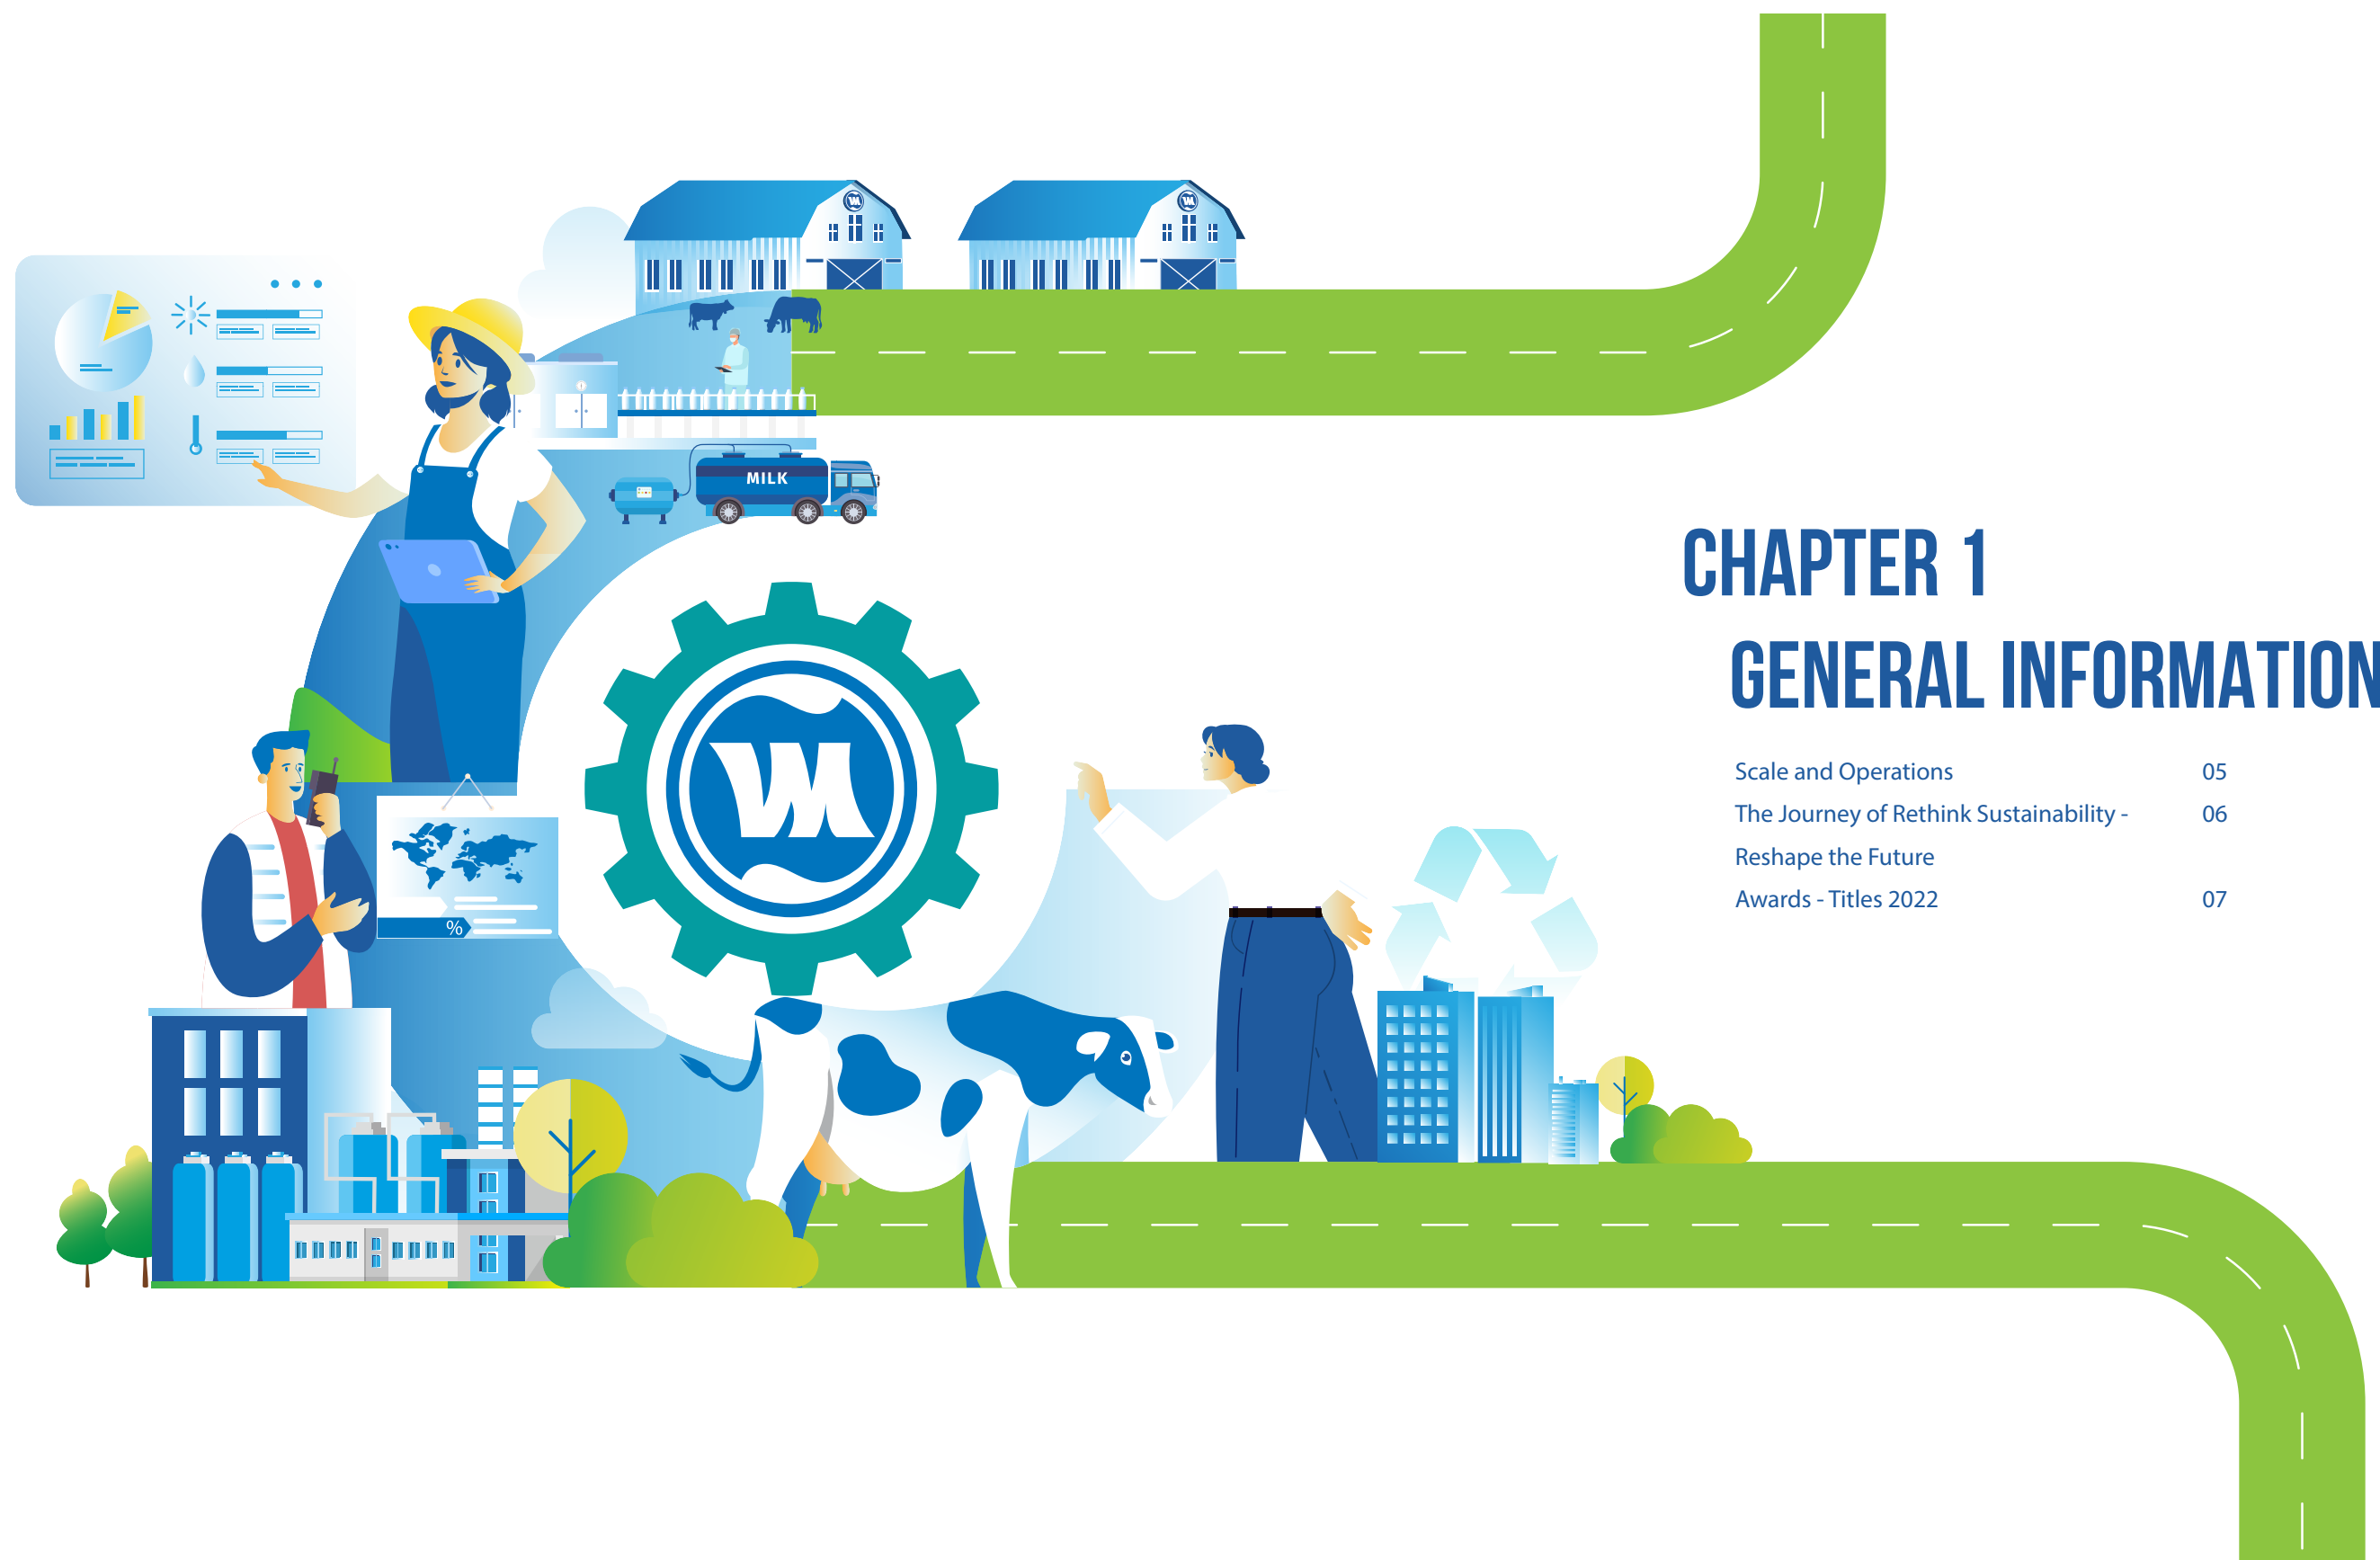 MILK
CHAPTER 1
GENERAL INFORMATION
Scale and Operations 05
The Journey of Rethink Sustainability - 06
Reshape the Future
Awards - Titles 2022 07
%